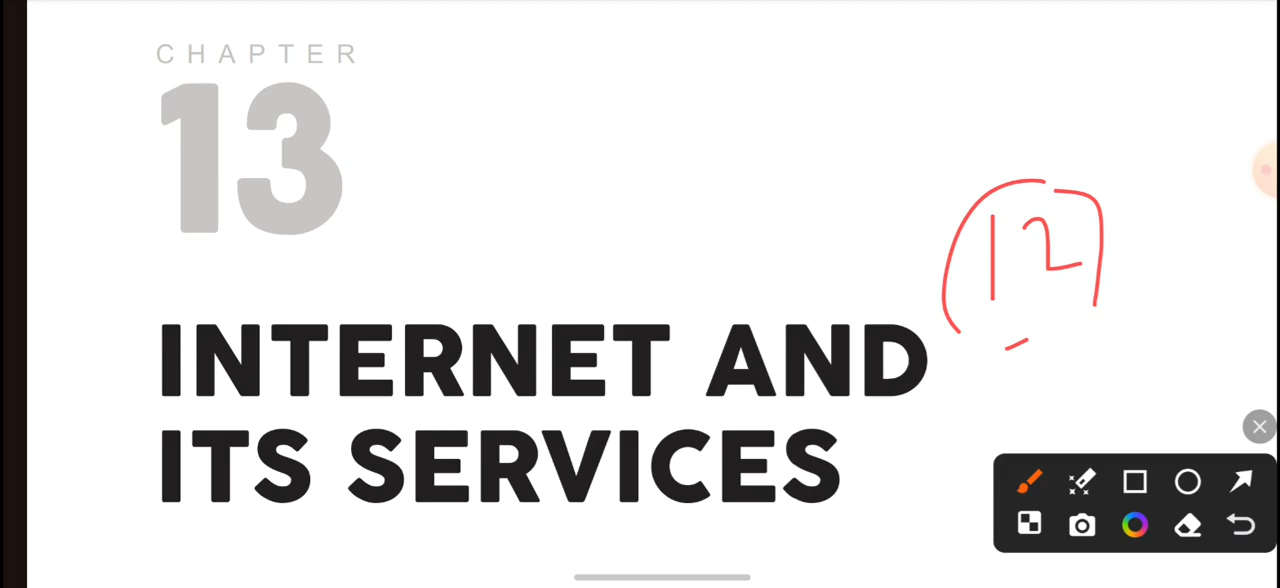 CHAPTER
13
12
INTERNET AND
ITS SERVICES